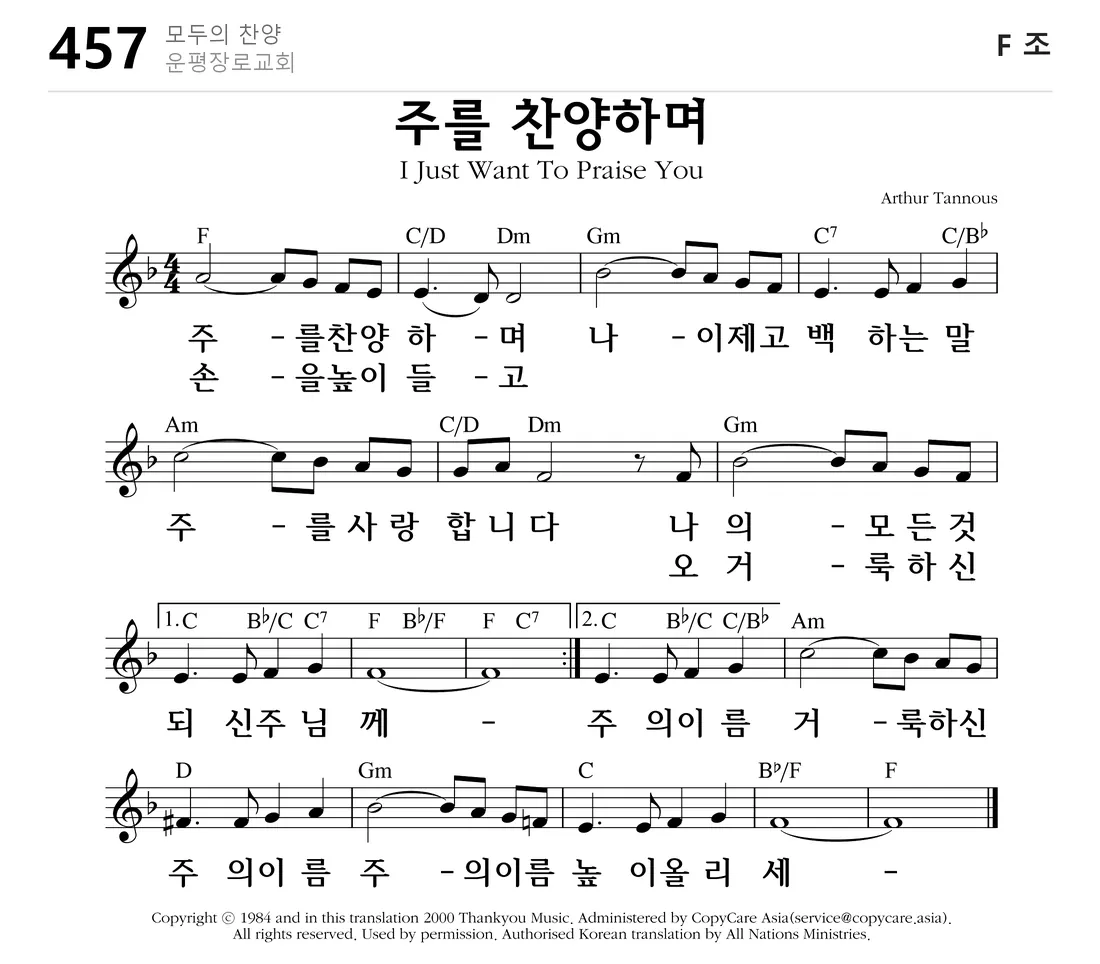 457 모두의 찬양
운평장로교회
F 조
주를 찬양하며
I Just Want To Praise You
Arthur Tannous
F C/D Dm Gm C7 C/B♭
주 - 를찬양 하 - 며 나 - 이제고 백 하는 말
손 - 을높이 들 - 고
Am C/D Dm Gm
주 - 를 사 랑 합 니 다 나 의 - 모 든 것
오 거 - 룩 하 신
1. C B♭/C C7 F B♭/F F C7 2. C B♭/C C/B♭ Am
되 신주 님 께 - 주 의이 름 거 - 룩하신
D Gm C B♭/F F
주 의이 름 주 - 의이름 높 이올 리 세 -
Copyright ⓒ 1984 and in this translation 2000 Thankyou Music. Administered by CopyCare Asia(service@copycare.asia).
All rights reserved. Used by permission. Authorised Korean translation by All Nations Ministries.